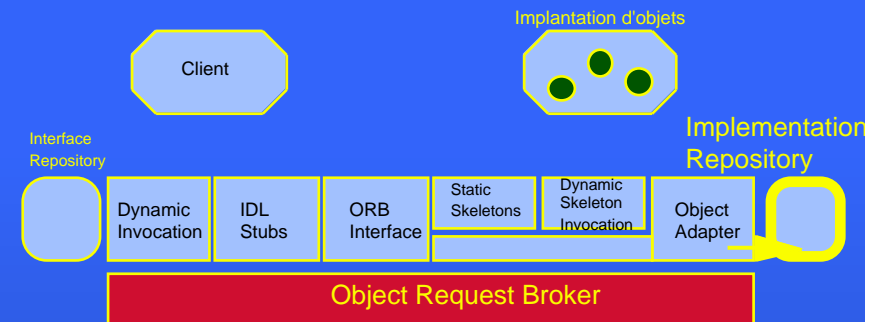 Implantation d'objets
Client
Implementation
Repository
Interface
Repository
Dynamic
Invocation
IDL
Stubs
ORB
Interface
Static
Skeletons
Dynamic
Skeleton
Invocation
Object
Adapter
Object Request Broker